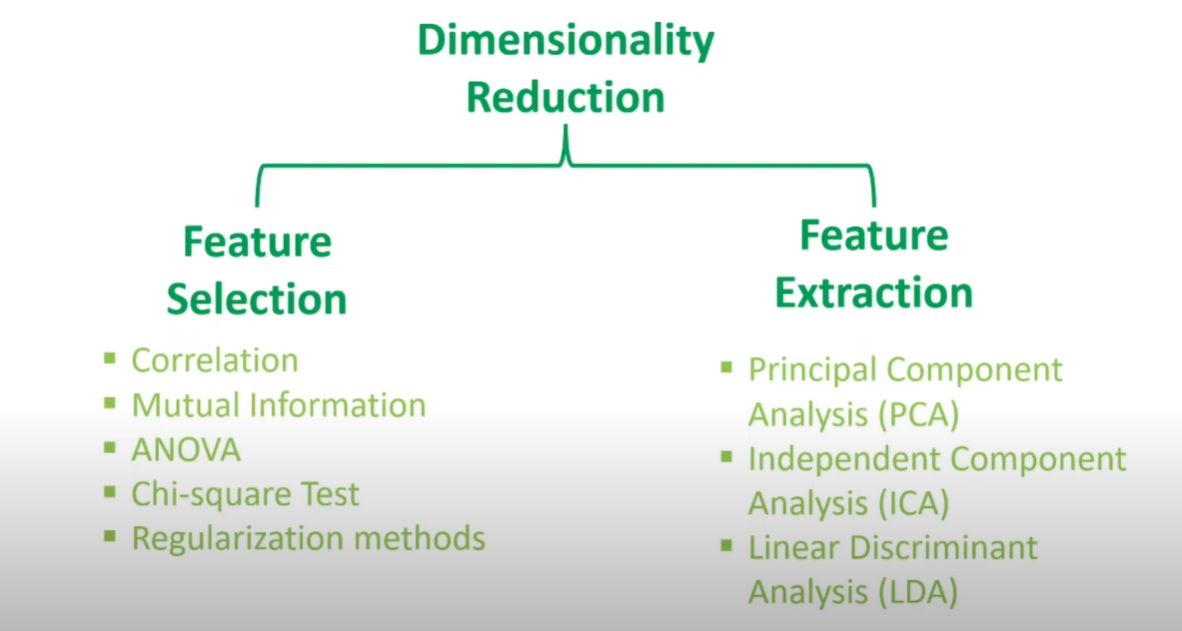 Dimensionality
Reduction
Feature
Selection
▪ Correlation
▪ Mutual Information
▪ ANOVA
▪ Chi-square Test
▪ Regularization methods
Feature
Extraction
▪ Principal Component
Analysis (PCA)
▪ Independent Component
Analysis (ICA)
▪ Linear Discriminant
Analysis (LDA)